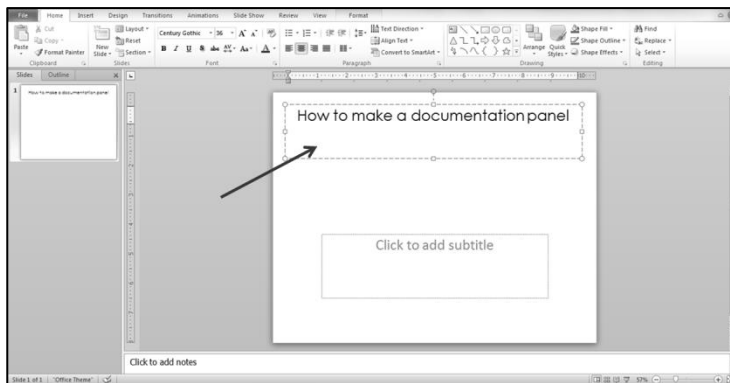 File Home Insert Design Transitions Animations Slide Show Review View Format
Cut
Copy
Format Painter
Paste
Clipboard
New
Slide
Layout
Reset
Section
Slides
Century Gothic 36
B I U S abc AV Aa A
Font
Paragraph
Text Direction
Align Text
Convert to SmartArt
Drawing
Arrange
Quick
Styles
Shape Fill
Shape Outline
Shape Effects
Find
Replace
Select
Editing
Slides Outline
1
How to make a documentation panel
How to make a documentation panel
Click to add subtitle
Click to add notes
Slide 1 of 1 "Office Theme" 57%